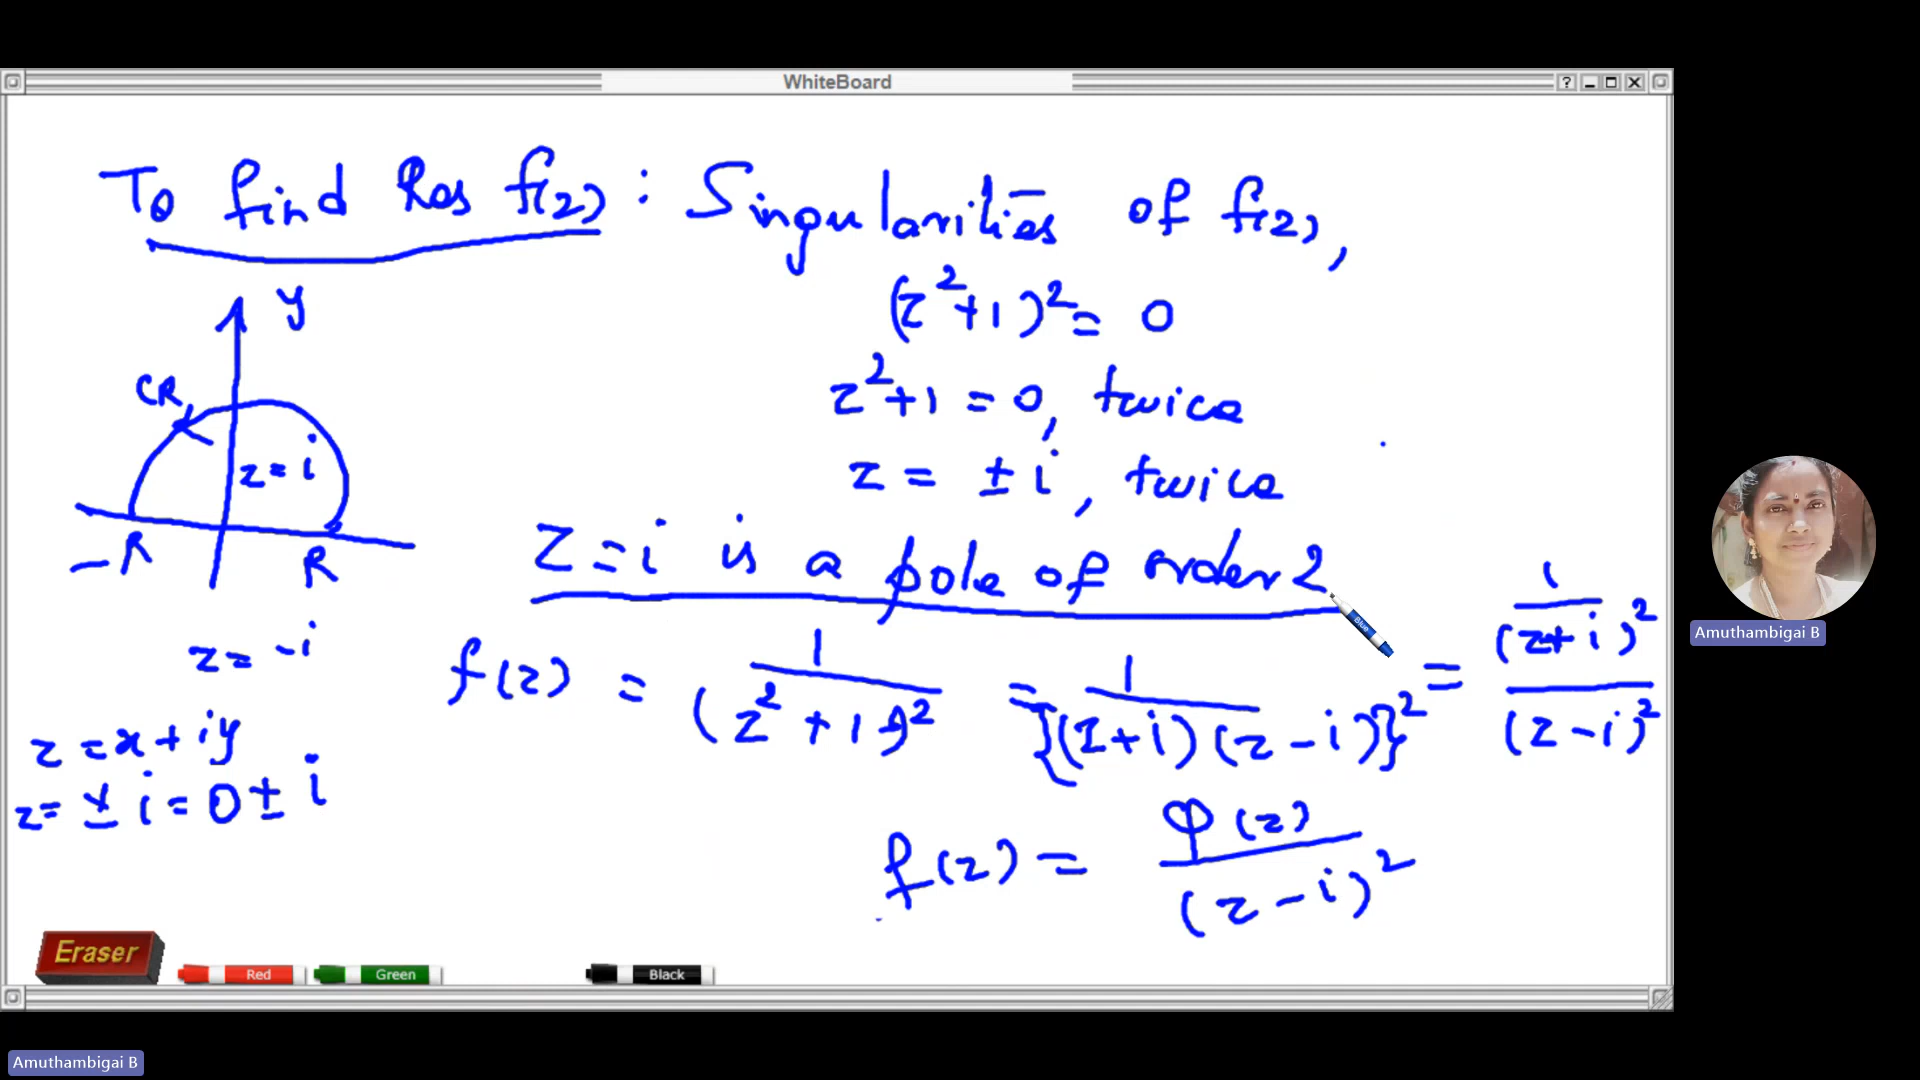 WhiteBoard
To find Res f(z) : Singularities of f(z),
(z²+1)² = 0
z²+1 = 0, twice
z = ±i, twice
y
CR
z = i
-R
R
z = i is a pole of order 2
z = -i
f(z) = 1/(z²+1)² = 1/{(z+i)(z-i)}² = 1/(z+i)²/(z-i)²
z = x + iy
z = ± i = 0 ± i
f(z) = φ(z)/(z-i)²
Eraser
Red
Green
Black
Blue
Amuthambigai B
Amuthambigai B